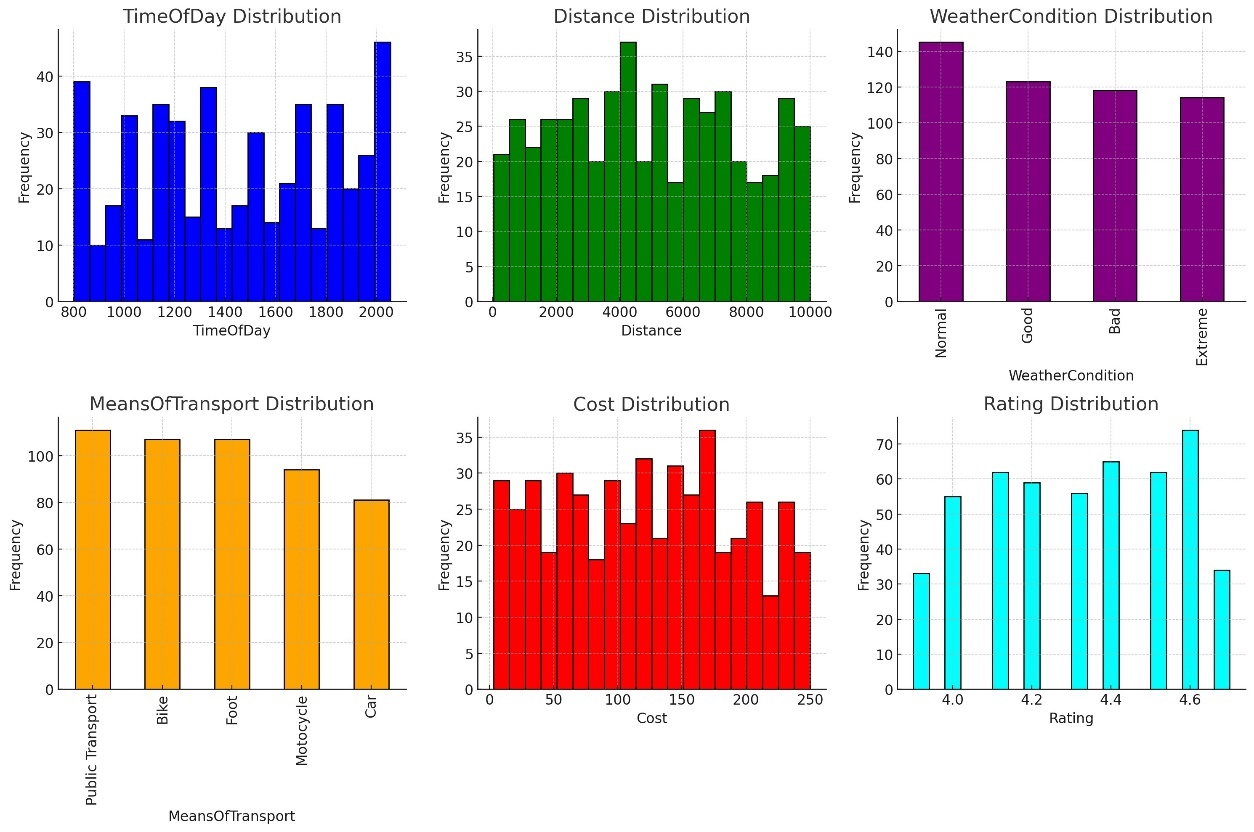 TimeOfDay Distribution
Frequency
40
30
20
10
0
800 1000 1200 1400 1600 1800 2000
TimeOfDay
Distance Distribution
Frequency
35
30
25
20
15
10
5
0
0 2000 4000 6000 8000 10000
Distance
WeatherCondition Distribution
Frequency
140
120
100
80
60
40
20
0
Normal
Good
Bad
Extreme
WeatherCondition
MeansOfTransport Distribution
Frequency
100
80
60
40
20
0
Public Transport
Bike
Foot
Motocycle
Car
MeansOfTransport
Cost Distribution
Frequency
35
30
25
20
15
10
5
0
0 50 100 150 200 250
Cost
Rating Distribution
Frequency
70
60
50
40
30
20
10
0
4.0 4.2 4.4 4.6
Rating